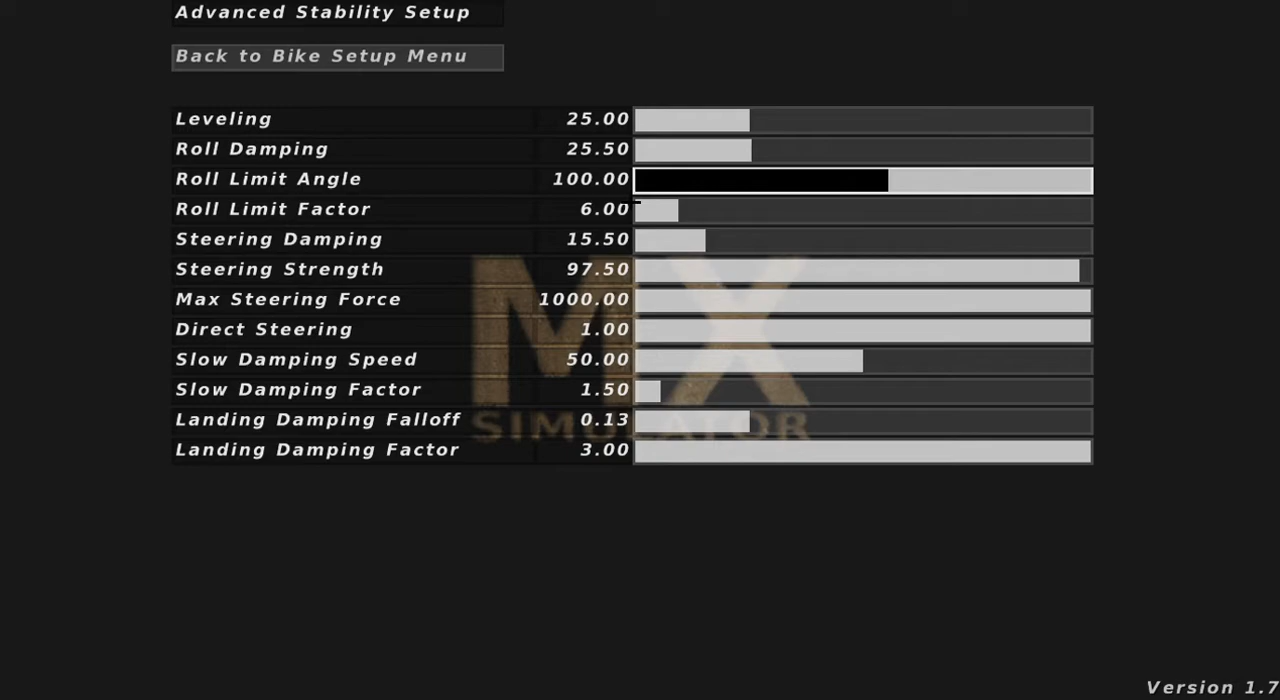 Advanced Stability Setup
Back to Bike Setup Menu
Leveling 25.00
Roll Damping 25.50
Roll Limit Angle 100.00
Roll Limit Factor 6.00
Steering Damping 15.50
Steering Strength 97.50
Max Steering Force 1000.00
Direct Steering 1.00
Slow Damping Speed 50.00
Slow Damping Factor 1.50
Landing Damping Falloff 0.13
Landing Damping Factor 3.00
MX
SIMULATOR
Version 1.7